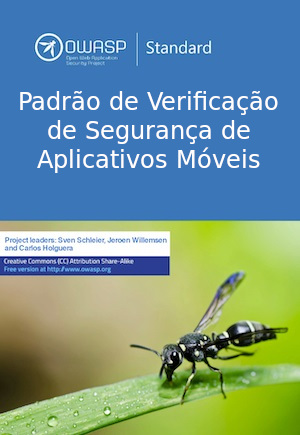 OWASP
Open Web Application
Security Project
Standard
Padrão de Verificação
de Segurança de
Aplicativos Móveis
Project leaders: Sven Schleier, Jeroen Willemsen
and Carlos Holguera
Creative Commons (CC) Attribution Share-Alike
Free version at http://www.owasp.org